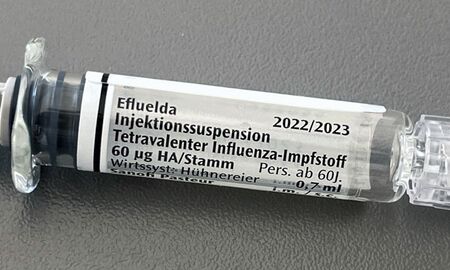 Efluelda 2022/2023
Injektionssuspension
Tetravalenter Influenza-Impfstoff
60 µg HA/Stamm Pers. ab 60J.
Wirtssyst: Hühnereier 0,7 ml
Sanofi Pasteur i.m./s.c.